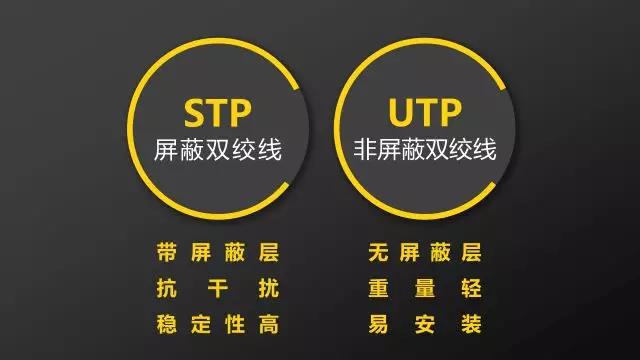 STP
屏蔽双绞线
带屏蔽层
抗干扰
稳定性高
UTP
非屏蔽双绞线
无屏蔽层
重量轻
易安装